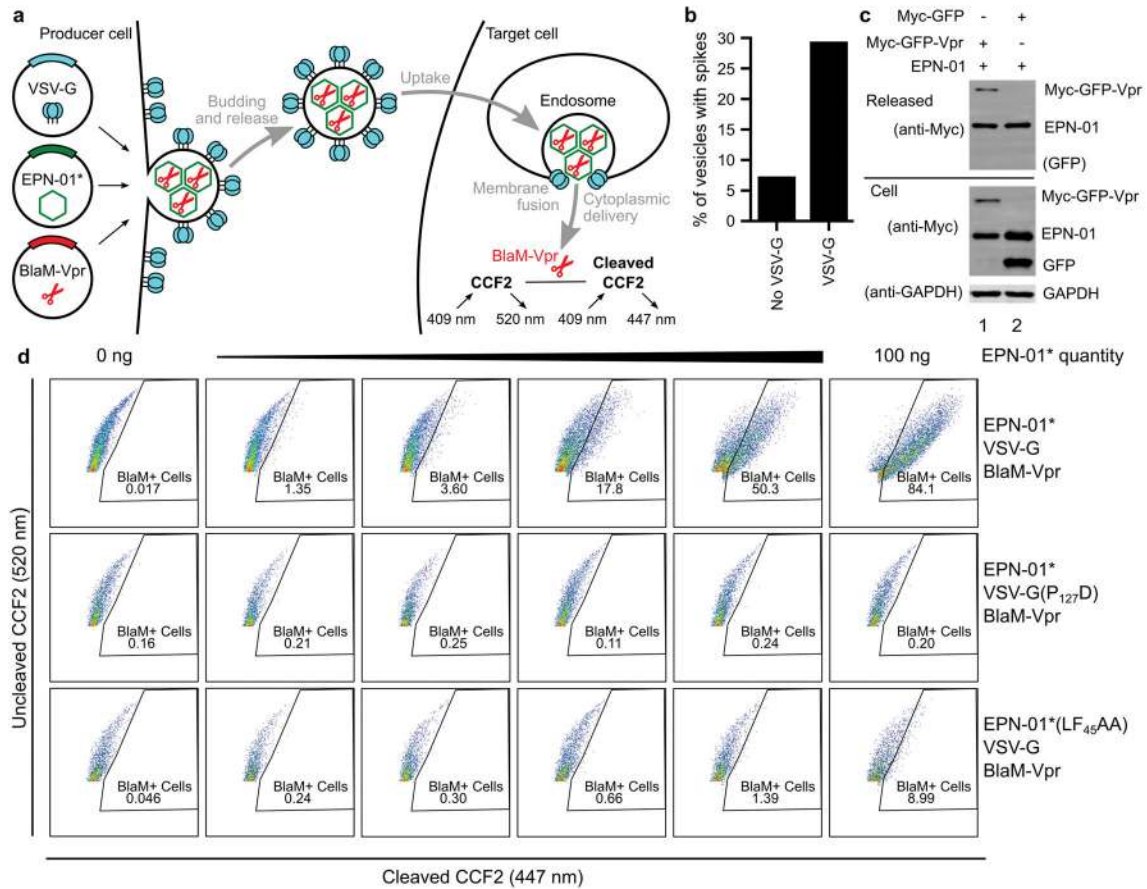 a
Producer cell
VSV-G
EPN-01*
BlaM-Vpr
Budding
and release
Uptake
Target cell
Endosome
Membrane
fusion
Cytoplasmic
delivery
BlaM-Vpr
CCF2
Cleaved
CCF2
409 nm
520 nm
409 nm
447 nm
b
% of vesicles with spikes
30
25
20
15
10
5
0
No VSV-G
VSV-G
c
Myc-GFP - +
Myc-GFP-Vpr + -
EPN-01 + +
Released
(anti-Myc)
Myc-GFP-Vpr
EPN-01
(GFP)
Cell
(anti-Myc)
Myc-GFP-Vpr
EPN-01
GFP
(anti-GAPDH)
GAPDH
1 2
d
0 ng
100 ng
EPN-01* quantity
Uncleaved CCF2 (520 nm)
BlaM+ Cells
0.017
BlaM+ Cells
1.35
BlaM+ Cells
3.60
BlaM+ Cells
17.8
BlaM+ Cells
50.3
BlaM+ Cells
84.1
EPN-01*
VSV-G
BlaM-Vpr
BlaM+ Cells
0.16
BlaM+ Cells
0.21
BlaM+ Cells
0.25
BlaM+ Cells
0.11
BlaM+ Cells
0.24
BlaM+ Cells
0.20
EPN-01*
VSV-G(P₁₂₇D)
BlaM-Vpr
BlaM+ Cells
0.046
BlaM+ Cells
0.24
BlaM+ Cells
0.30
BlaM+ Cells
0.66
BlaM+ Cells
1.39
BlaM+ Cells
8.99
EPN-01*(LF₄₅AA)
VSV-G
BlaM-Vpr
Cleaved CCF2 (447 nm)